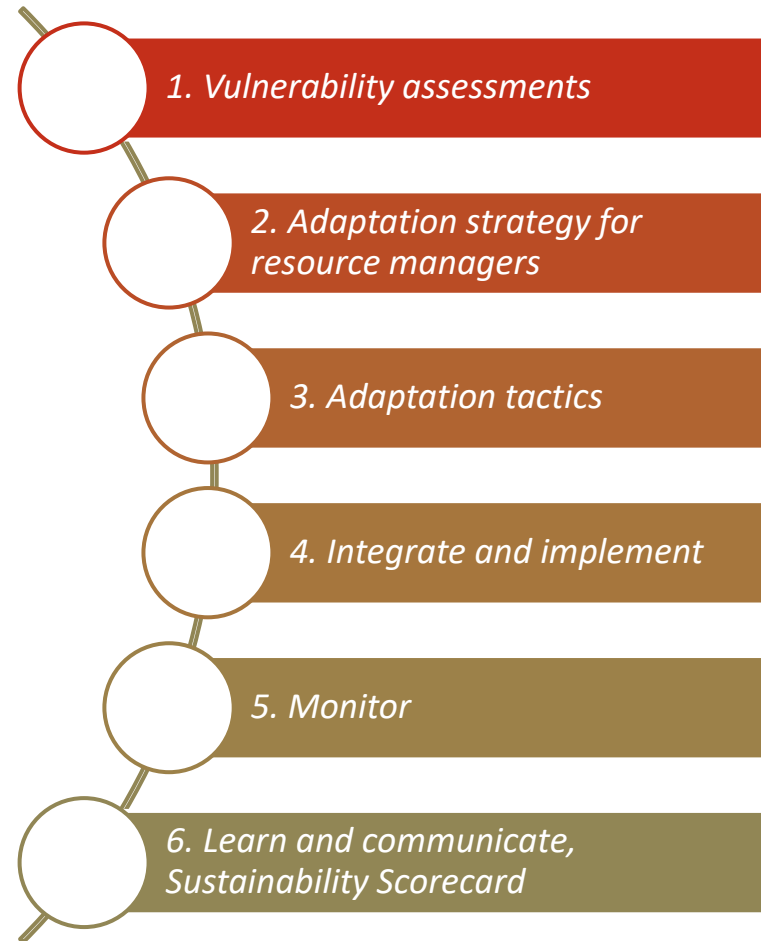 1. Vulnerability assessments
2. Adaptation strategy for
resource managers
3. Adaptation tactics
4. Integrate and implement
5. Monitor
6. Learn and communicate,
Sustainability Scorecard